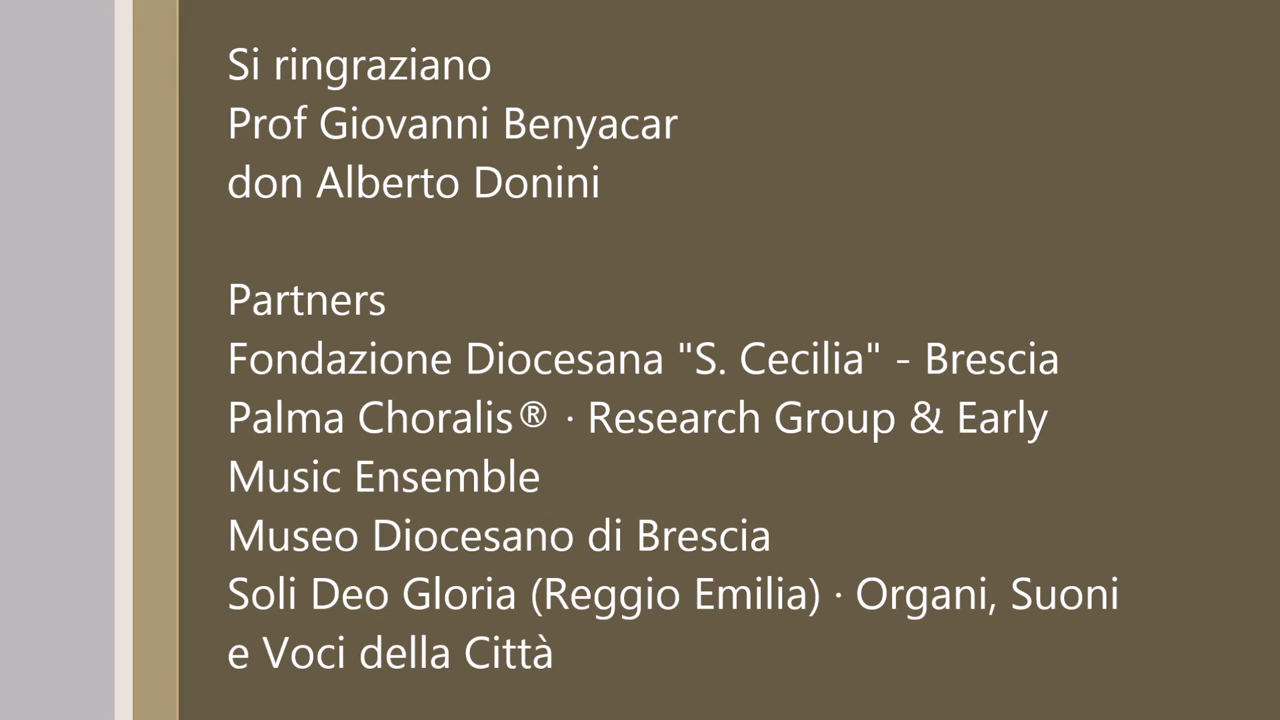 Si ringraziano
Prof Giovanni Benyacar
don Alberto Donini
Partners
Fondazione Diocesana "S. Cecilia" - Brescia
Palma Choralis® · Research Group & Early
Music Ensemble
Museo Diocesano di Brescia
Soli Deo Gloria (Reggio Emilia) · Organi, Suoni
e Voci della Città